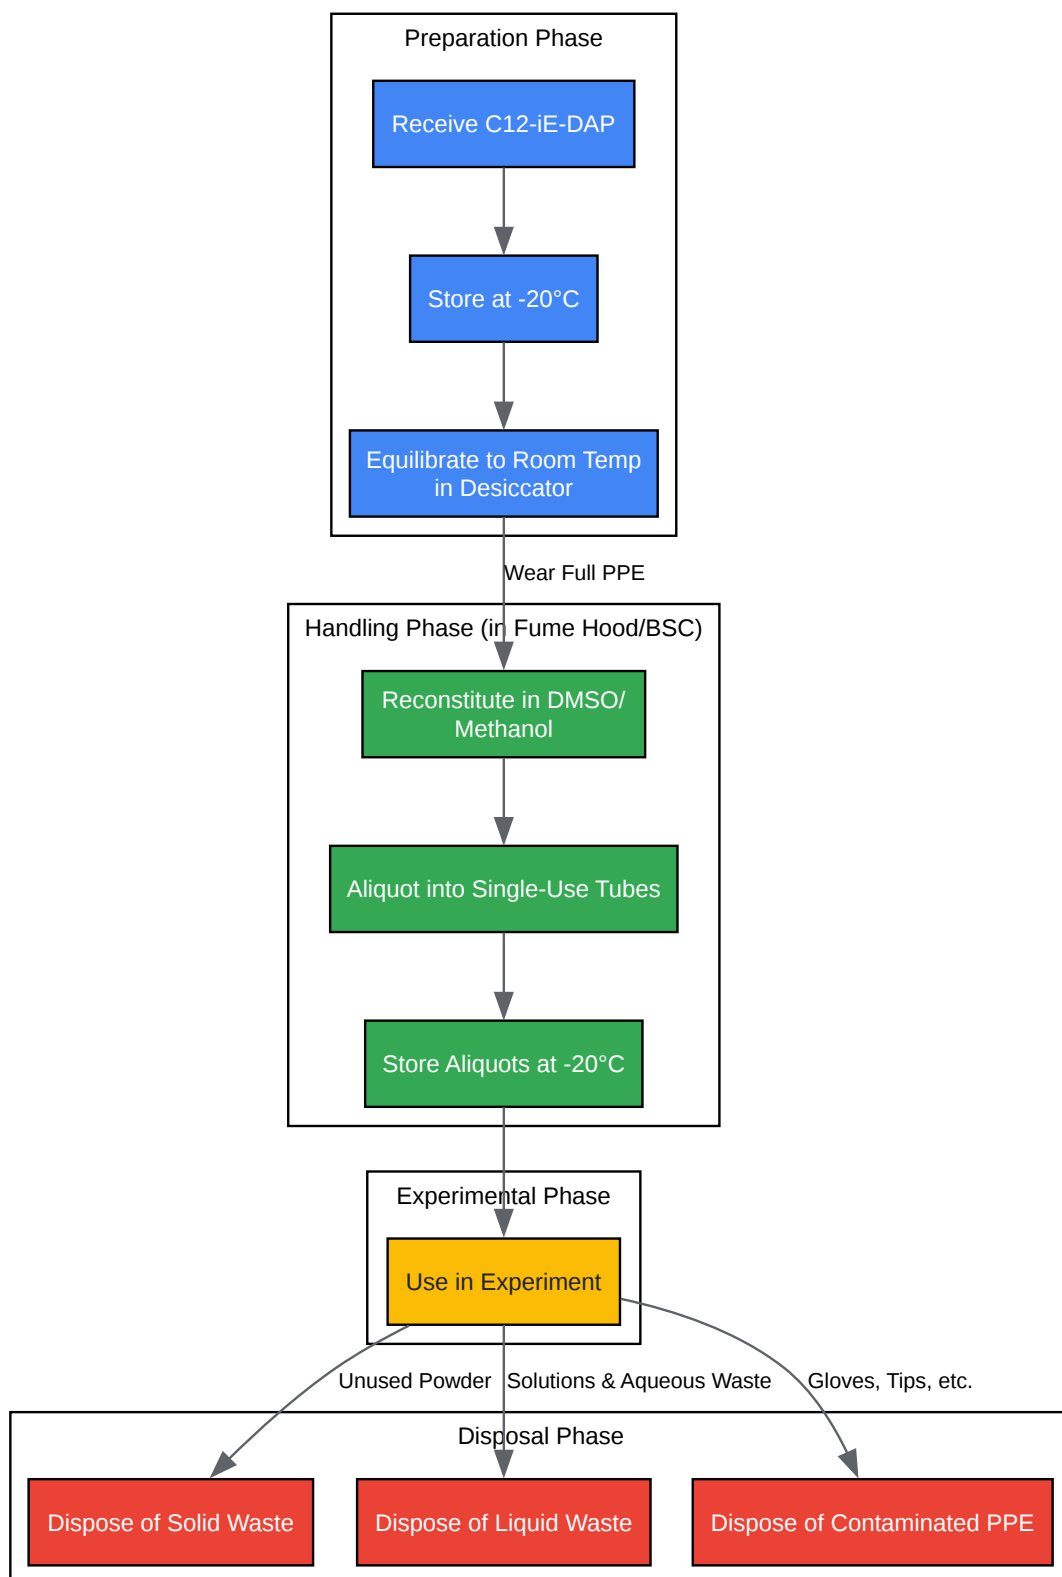 Preparation Phase
Receive C12-iE-DAP
Store at -20°C
Equilibrate to Room Temp
in Desiccator
Wear Full PPE
Handling Phase (in Fume Hood/BSC)
Reconstitute in DMSO/
Methanol
Aliquot into Single-Use Tubes
Store Aliquots at -20°C
Experimental Phase
Use in Experiment
Unused Powder
Solutions & Aqueous Waste
Gloves, Tips, etc.
Disposal Phase
Dispose of Solid Waste
Dispose of Liquid Waste
Dispose of Contaminated PPE